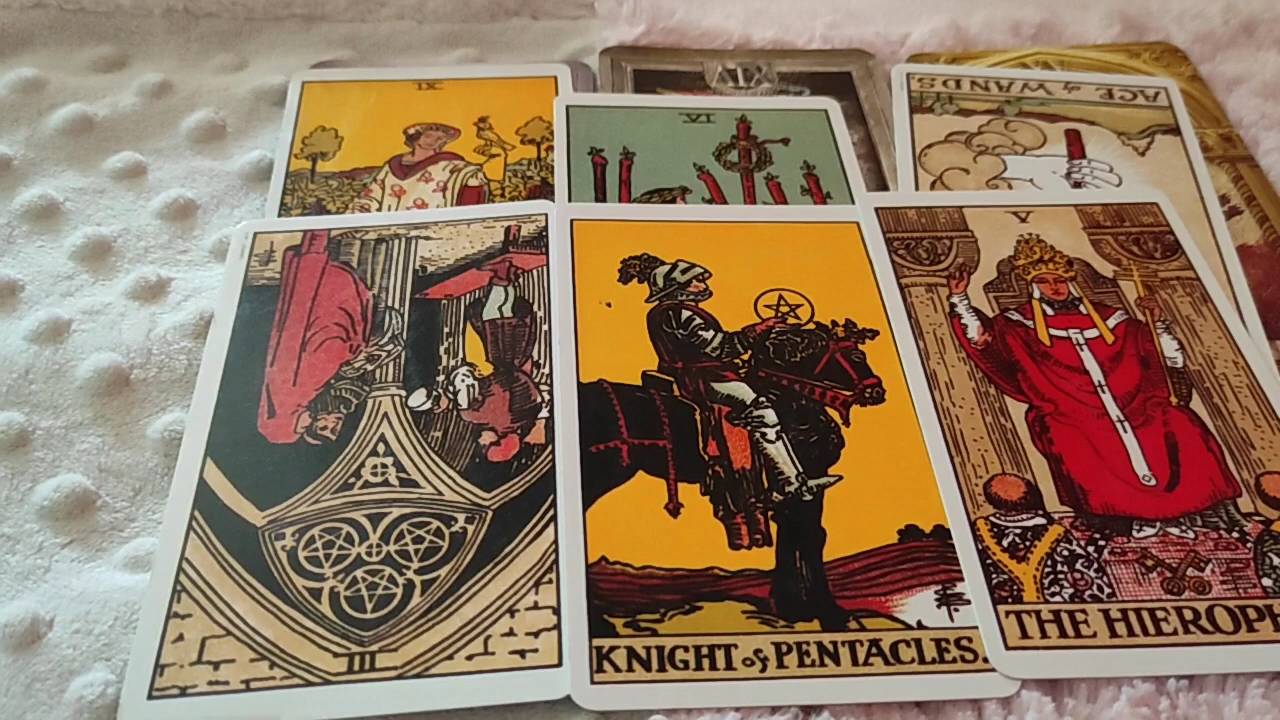 IX
VI
ACE of WANDS.
V
III
KNIGHT of PENTACLES.
THE HIEROPH